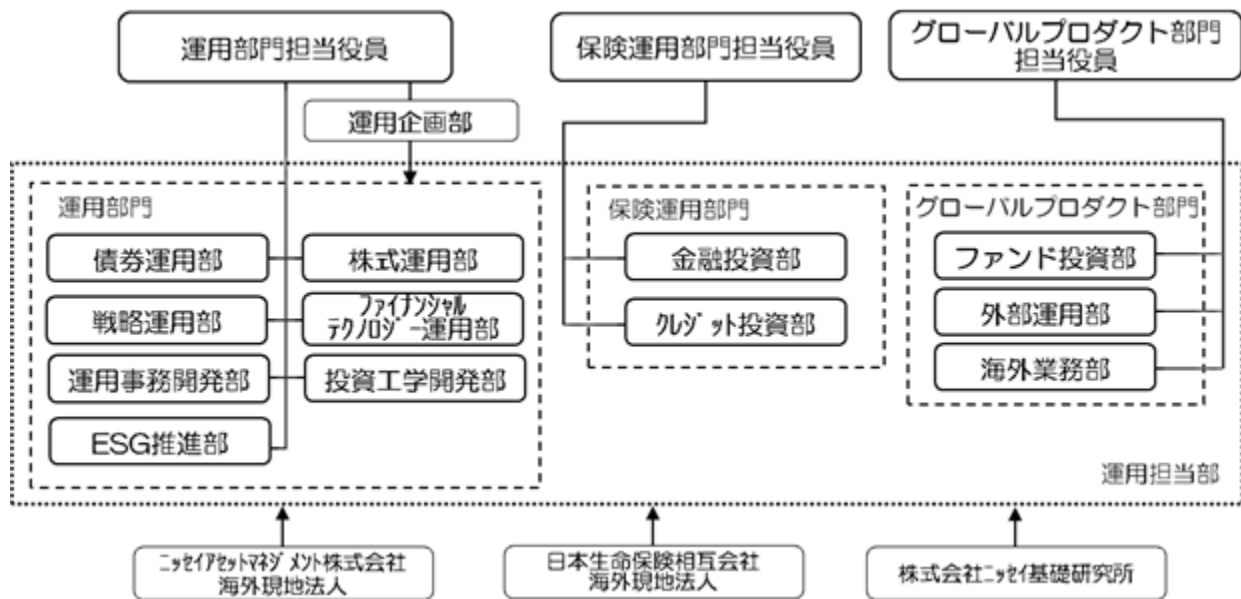 運用部門担当役員
保険運用部門担当役員
グローバルプロダクト部門
担当役員
運用企画部
運用部門
債券運用部
株式運用部
戦略運用部
ファイナンシャル
テクノロジー運用部
運用事務開発部
投資工学開発部
ESG推進部
保険運用部門
金融投資部
クレジット投資部
グローバルプロダクト部門
ファンド投資部
外部運用部
海外業務部
運用担当部
ニッセイアセットマネジメント株式会社
海外現地法人
日本生命保険相互会社
海外現地法人
株式会社ニッセイ基礎研究所